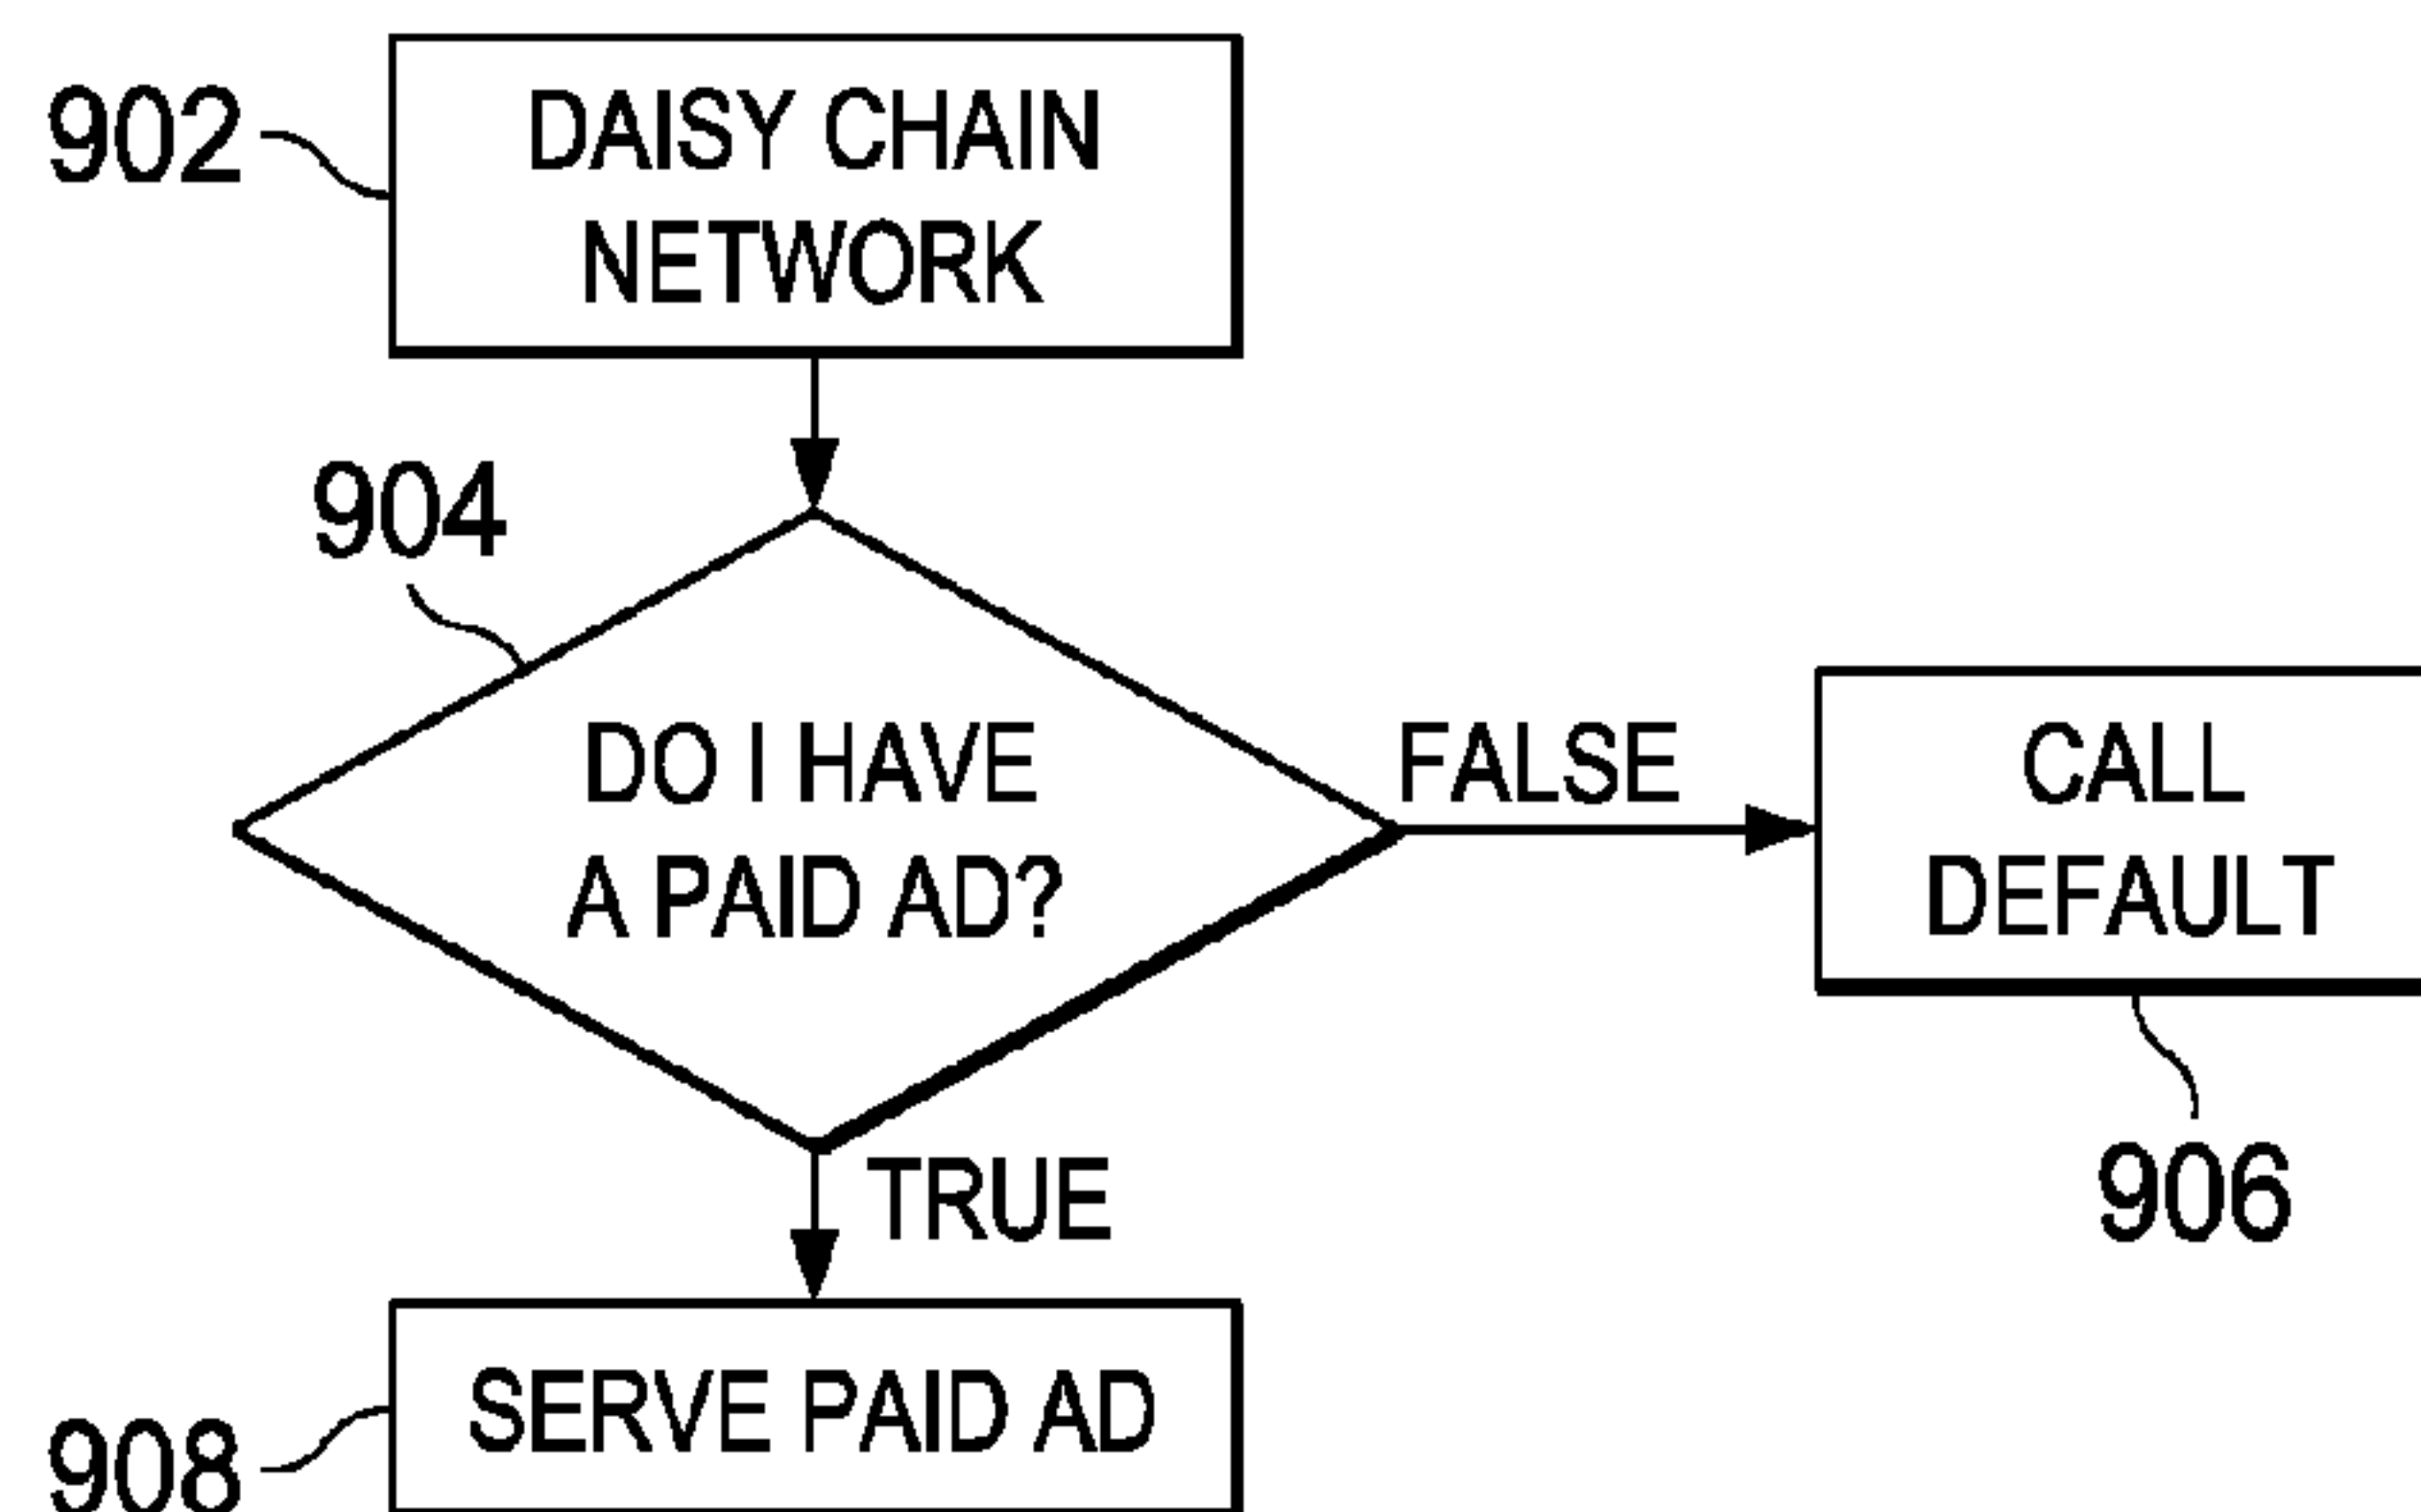 902
DAISY CHAIN
NETWORK
904
DO I HAVE
A PAID AD?
FALSE
CALL
DEFAULT
906
TRUE
SERVE PAID AD
908